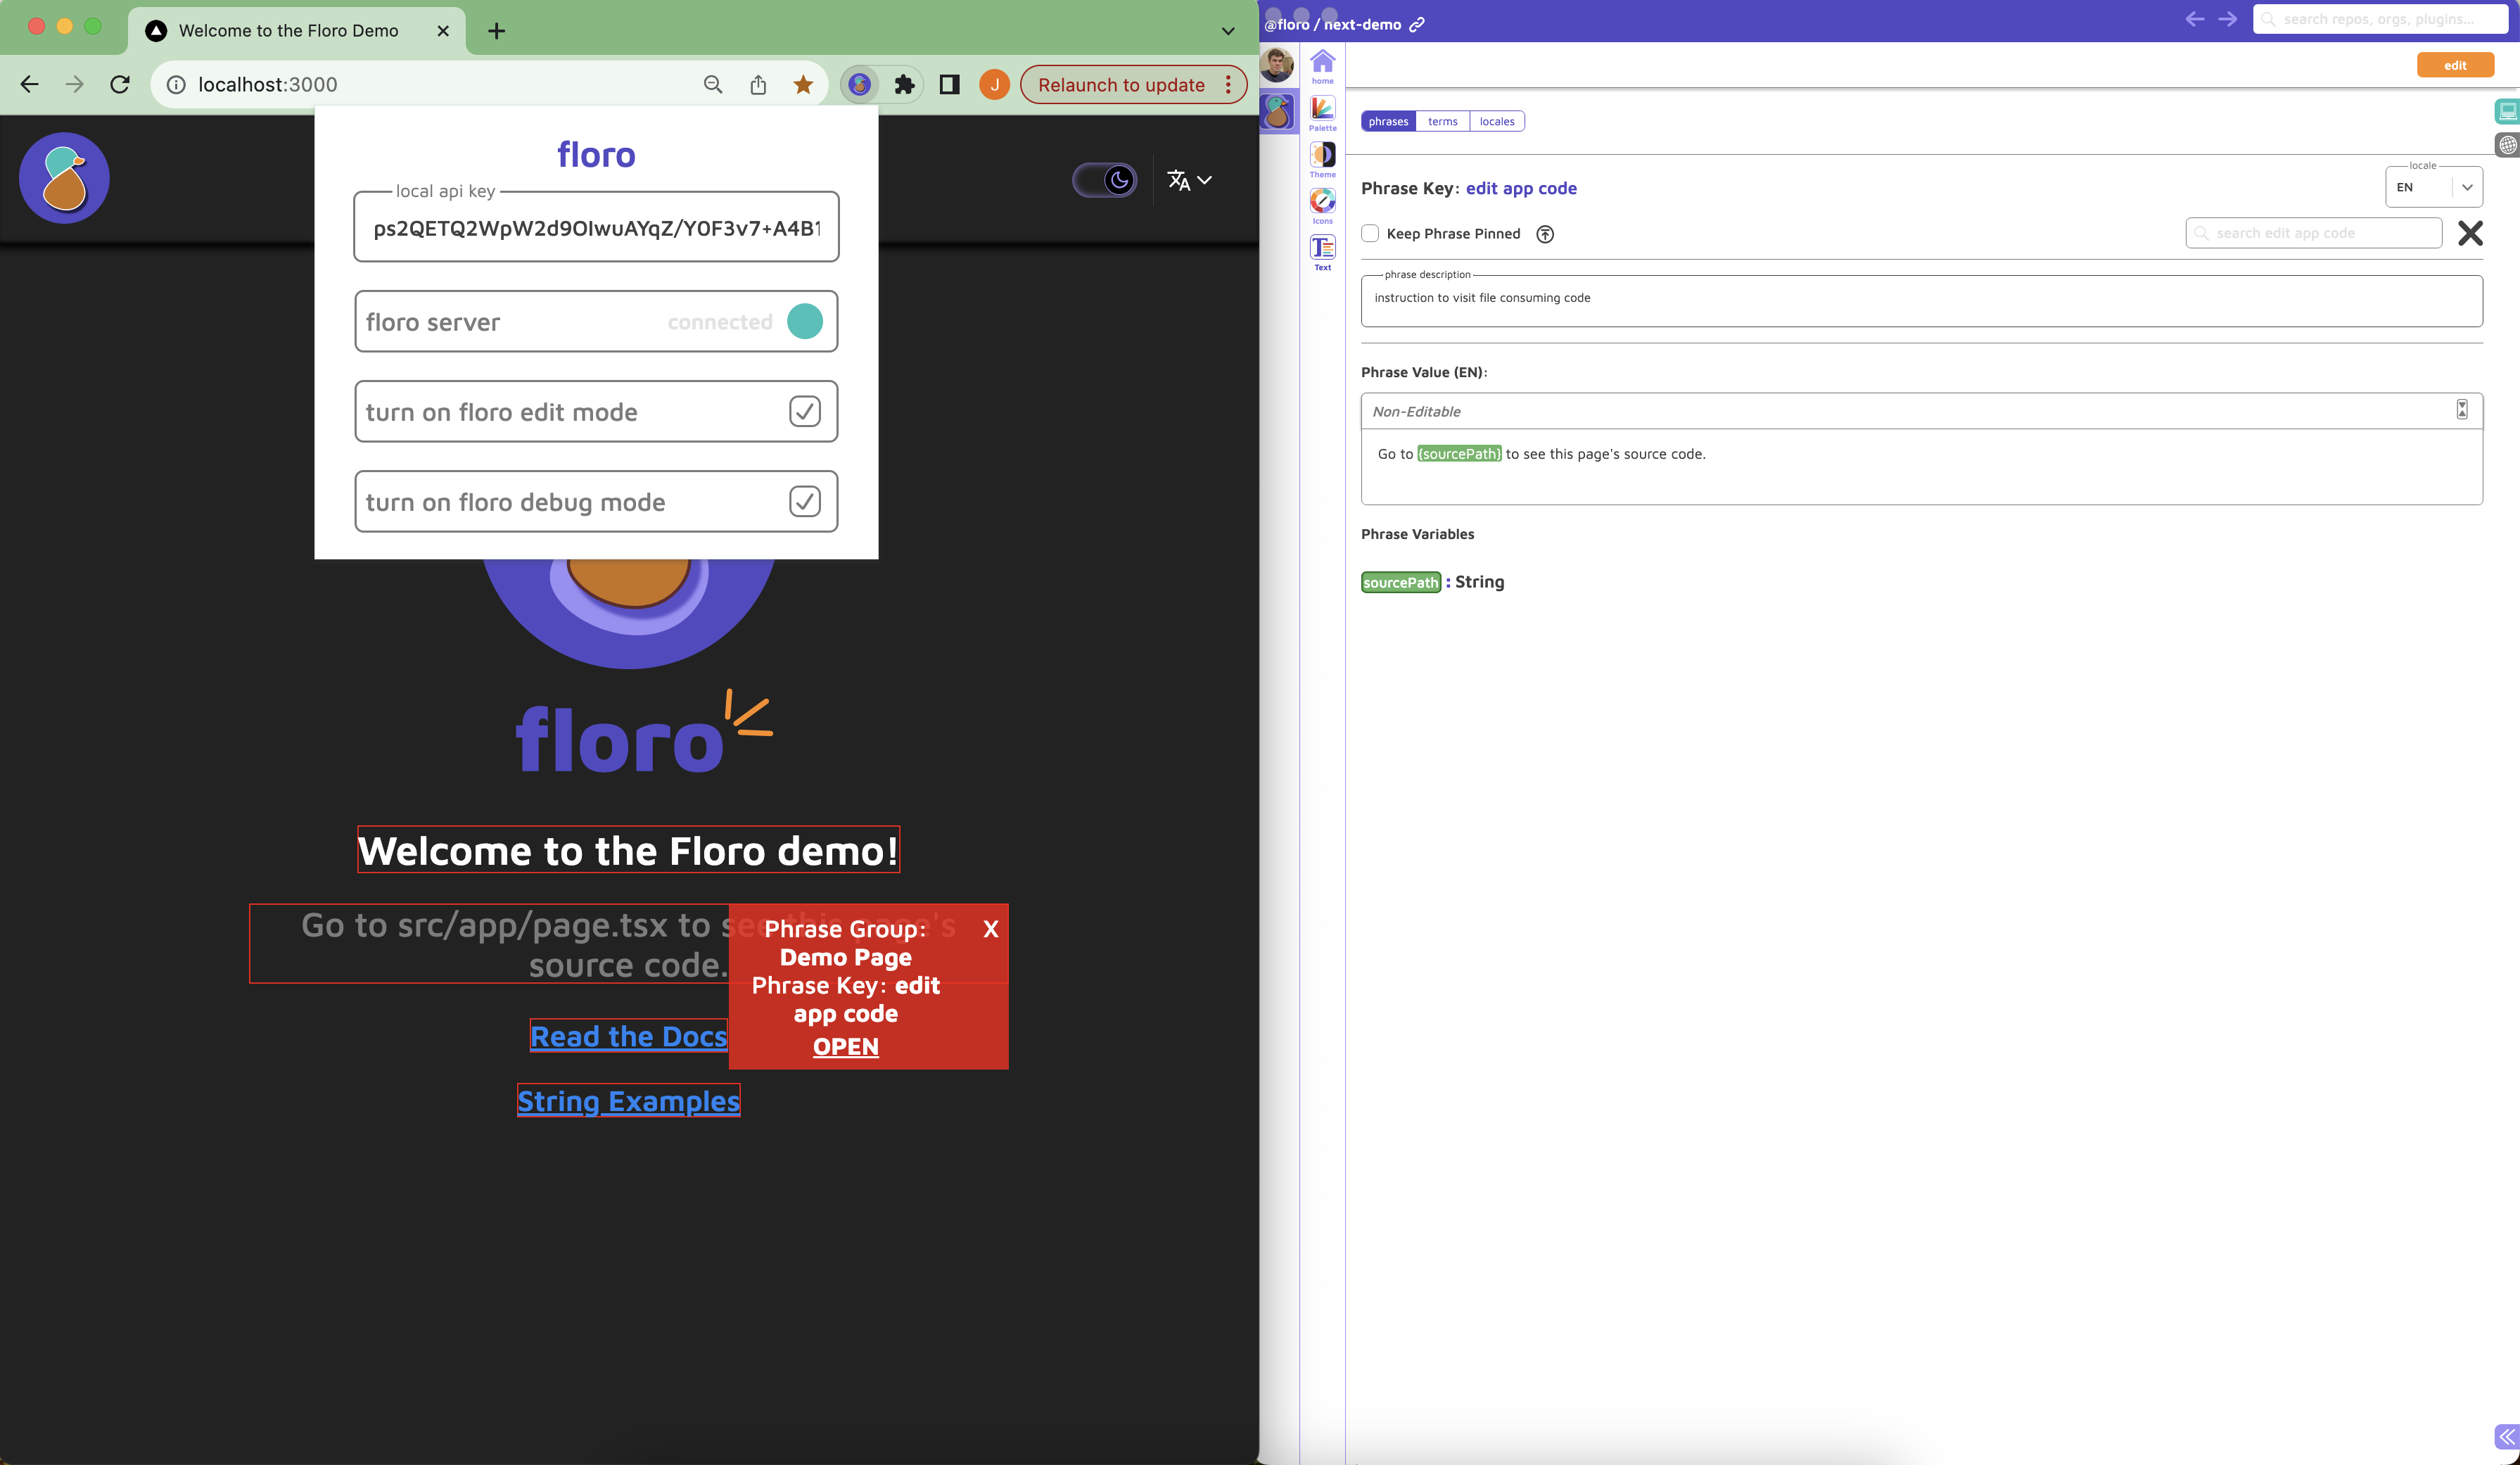 Welcome to the Floro Demo
localhost:3000
J
Relaunch to update
floro
local api key
ps2QETQ2WpW2d9OIwuAYqZ/Y0F3v7+A4B1
floro server
connected
turn on floro edit mode
turn on floro debug mode
floro
Welcome to the Floro demo!
Go to src/app/page.tsx to see this page's
source code.
Phrase Group:
X
Demo Page
Phrase Key: edit
app code
OPEN
Read the Docs
String Examples
@floro / next-demo
search repos, orgs, plugins...
home
Palette
Theme
Icons
Text
edit
phrases
terms
locales
Phrase Key: edit app code
locale
EN
Keep Phrase Pinned
search edit app code
phrase description
instruction to visit file consuming code
Phrase Value (EN):
Non-Editable
Go to {sourcePath} to see this page's source code.
Phrase Variables
sourcePath : String